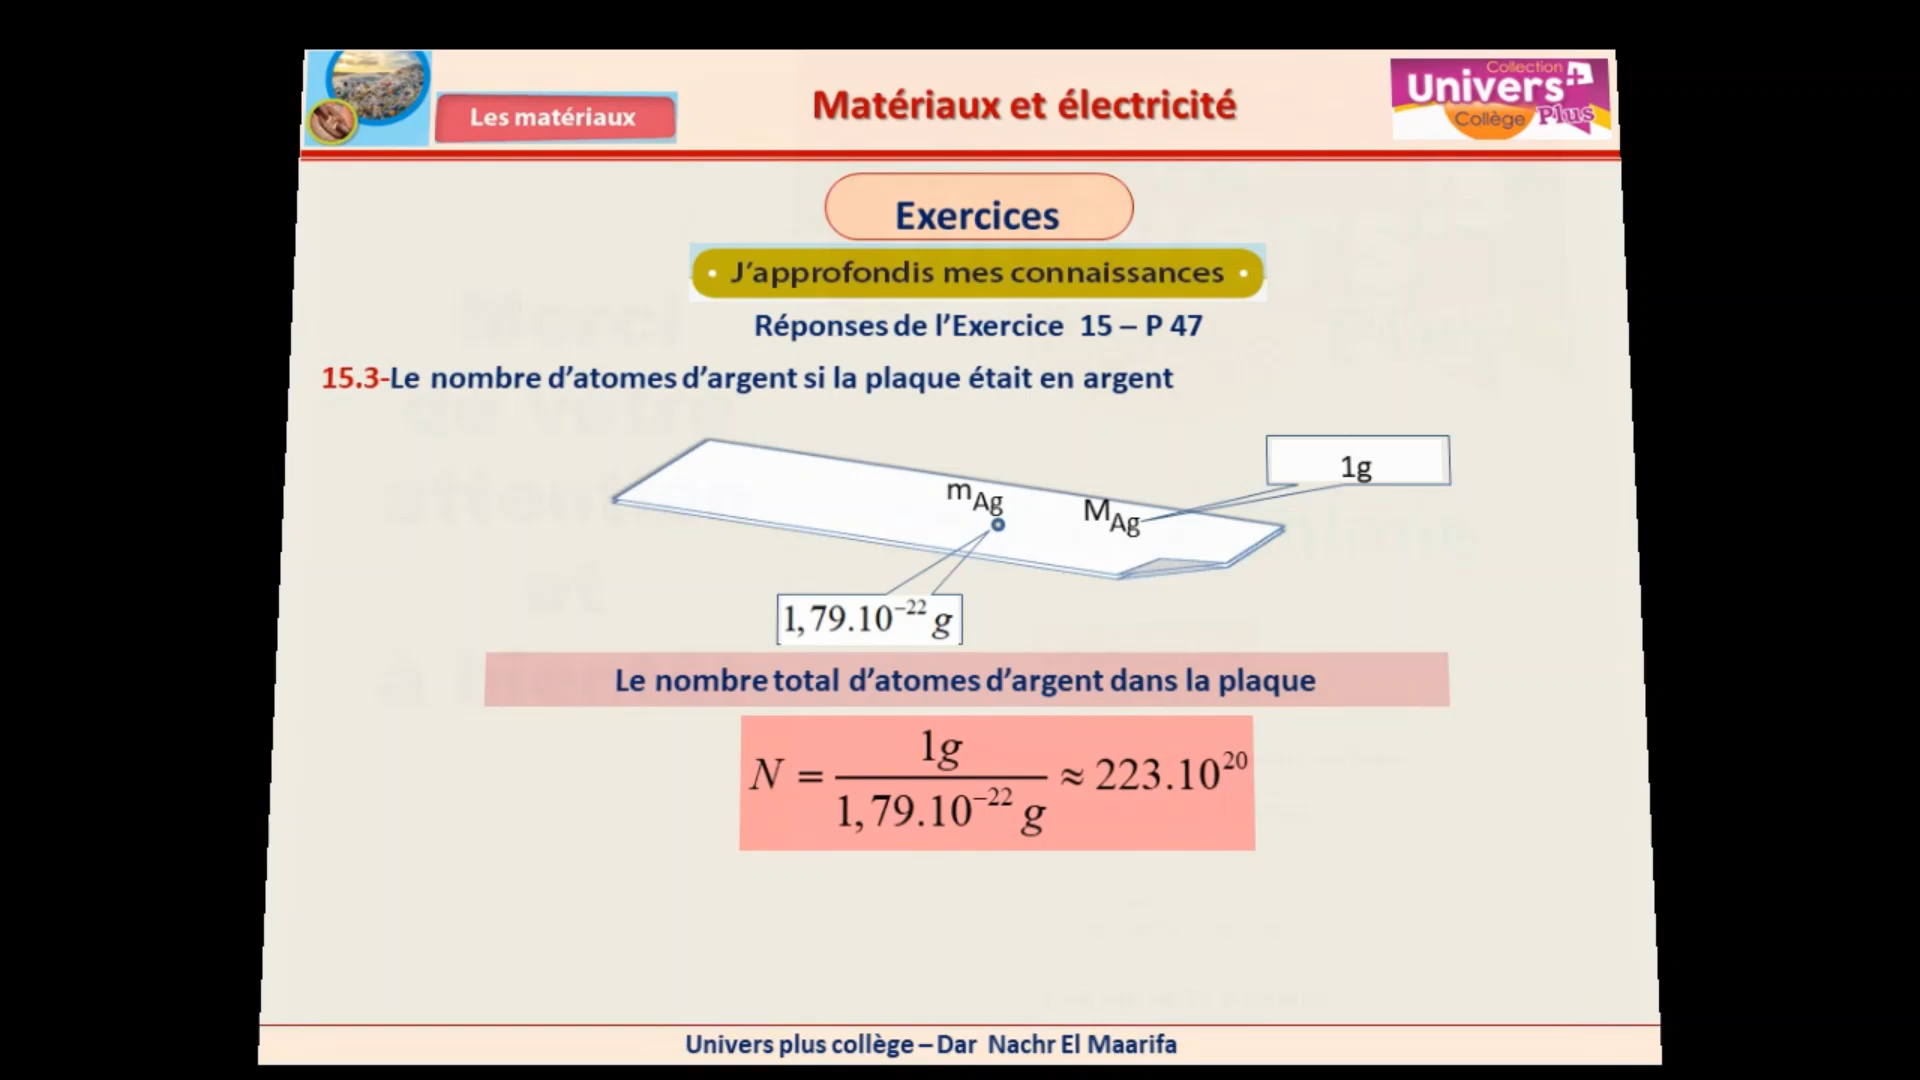 Les matériaux
Matériaux et électricité
Collection
Univers+
Collège Plus
Exercices
• J'approfondis mes connaissances •
Réponses de l'Exercice 15 – P 47
15.3-Le nombre d'atomes d'argent si la plaque était en argent
1g
m_Ag
M_Ag
1,79.10⁻²² g
Le nombre total d'atomes d'argent dans la plaque
N = 1g / 1,79.10⁻²² g ≈ 223.10²⁰
Univers plus collège – Dar Nachr El Maarifa